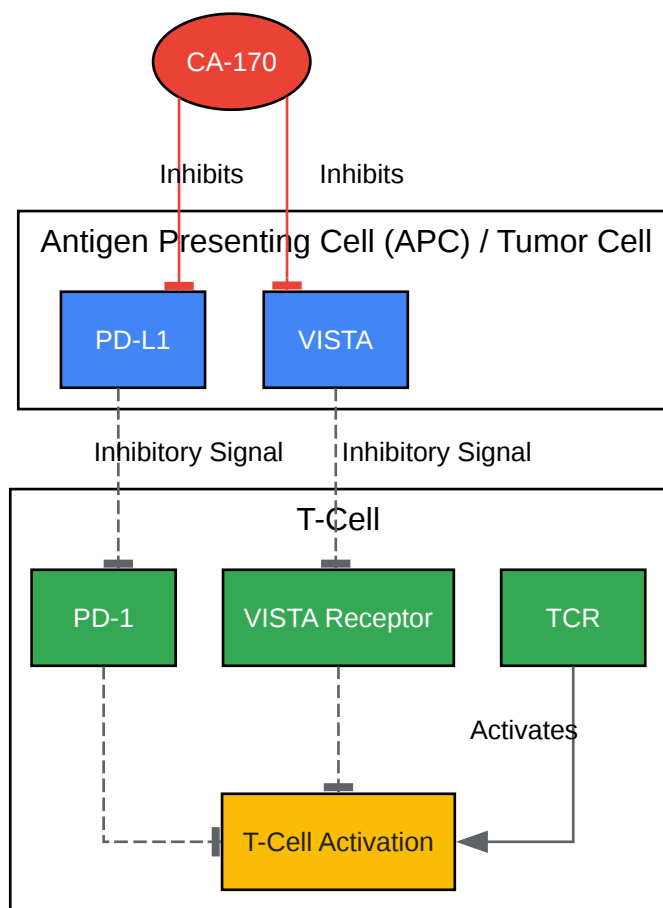 CA-170
Inhibits
Inhibits
Antigen Presenting Cell (APC) / Tumor Cell
PD-L1
VISTA
Inhibitory Signal
Inhibitory Signal
T-Cell
PD-1
VISTA Receptor
TCR
Activates
T-Cell Activation